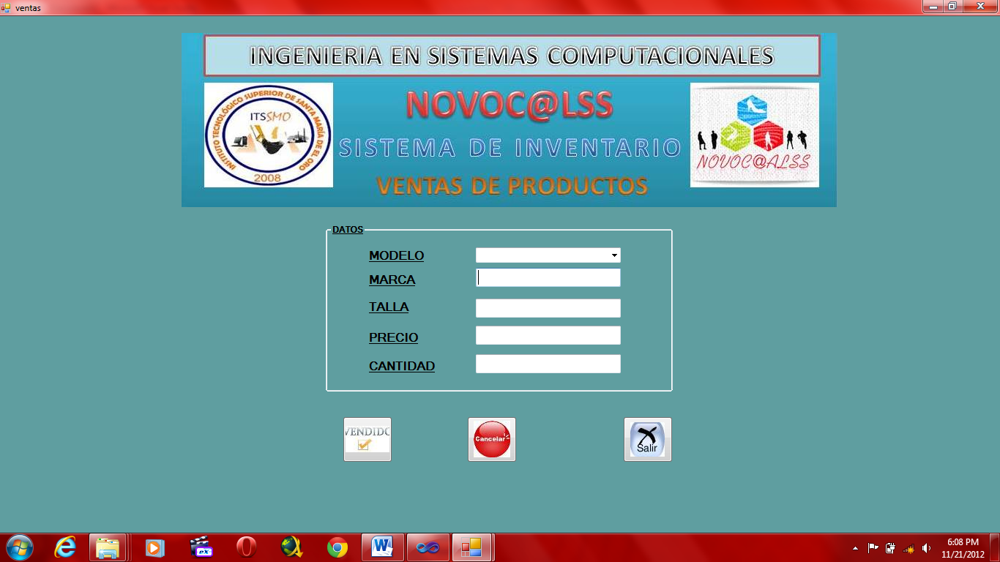 ventas
INGENIERIA EN SISTEMAS COMPUTACIONALES
INSTITUTO TECNOLÓGICO SUPERIOR DE SANTA MARÍA DE EL ORO
ITSSMO
2008
NOVOC@LSS
SISTEMA DE INVENTARIO
VENTAS DE PRODUCTOS
NOVOC@ALSS
DATOS
MODELO
MARCA
TALLA
PRECIO
CANTIDAD
VENDIDO
Cancelar
Salir
ex
W
6:08 PM
11/21/2012